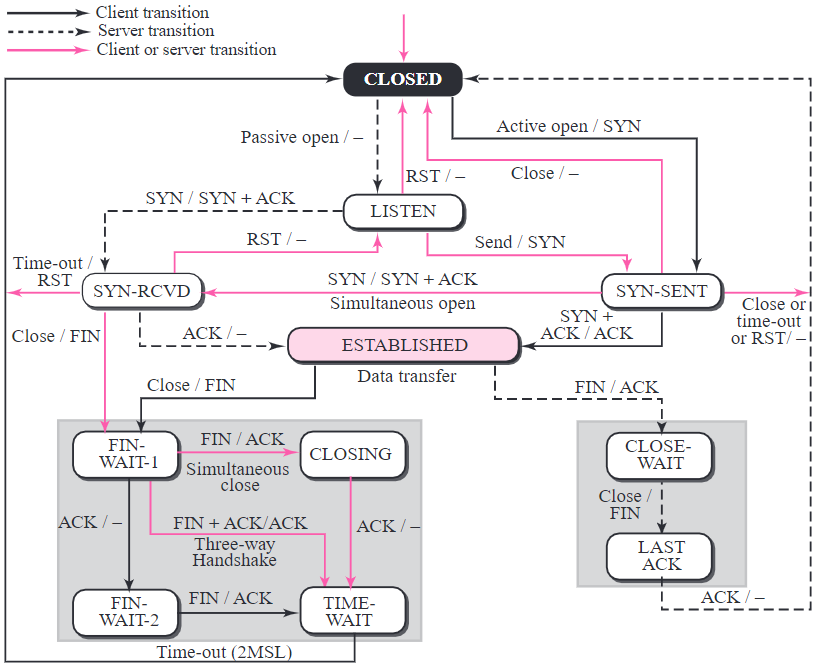 Client transition
Server transition
Client or server transition
CLOSED
Active open / SYN
Passive open / –
RST / –
Close / –
SYN / SYN + ACK
LISTEN
RST / –
Send / SYN
Time-out /
RST
SYN-RCVD
SYN / SYN + ACK
Simultaneous open
SYN-SENT
Close or
time-out
or RST/ –
Close / FIN
ACK / –
SYN +
ACK / ACK
ESTABLISHED
Data transfer
Close / FIN
FIN / ACK
FIN-
WAIT-1
FIN / ACK
Simultaneous
close
CLOSING
CLOSE-
WAIT
Close /
FIN
ACK / –
FIN + ACK/ACK
Three-way
Handshake
ACK / –
LAST
ACK
FIN-
WAIT-2
FIN / ACK
TIME-
WAIT
ACK / –
Time-out (2MSL)